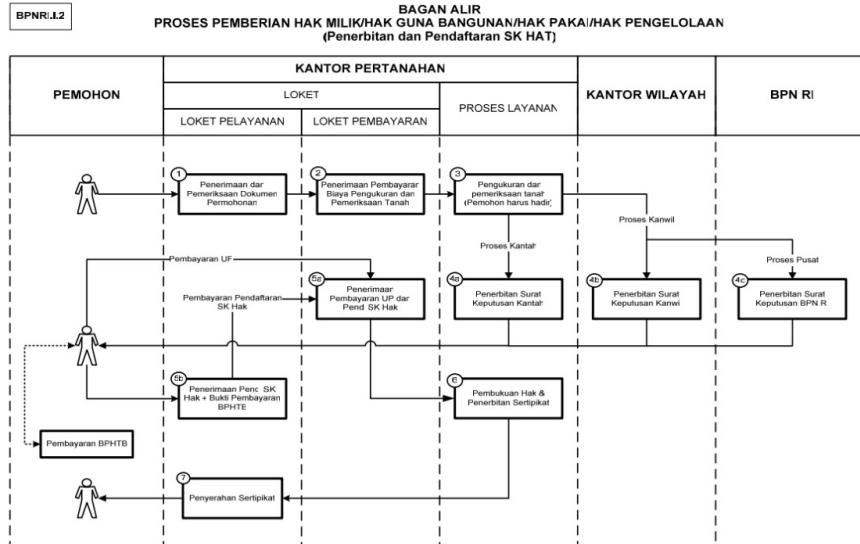 BPNRI.I.2
BAGAN ALIR
PROSES PEMBERIAN HAK MILIK/HAK GUNA BANGUNAN/HAK PAKAI/HAK PENGELOLAAN
(Penerbitan dan Pendaftaran SK HAT)
PEMOHON
KANTOR PERTANAHAN
LOKET
LOKET PELAYANAN
LOKET PEMBAYARAN
PROSES LAYANAN
KANTOR WILAYAH
BPN RI
1
Penerimaan dan
Pemeriksaan Dokumen
Permohonan
2
Penerimaan Pembayaran
Biaya Pengukuran dan
Pemeriksaan Tanah
3
Pengukuran dan
pemeriksaan tanah
(Pemohon harus hadir)
Proses Kanwil
Proses Kantah
Proses Pusat
Pembayaran UP
Pembayaran Pendaftaran
SK Hak
5a
Penerimaan
Pembayaran UP dan
Pend. SK Hak
4a
Penerbitan Surat
Keputusan Kantah
4b
Penerbitan Surat
Keputusan Kanwil
4c
Penerbitan Surat
Keputusan BPN RI
5b
Penerimaan Pend. SK
Hak + Bukti Pembayaran
BPHTB
6
Pembukuan Hak &
Penerbitan Sertipikat
Pembayaran BPHTB
7
Penyerahan Sertipikat